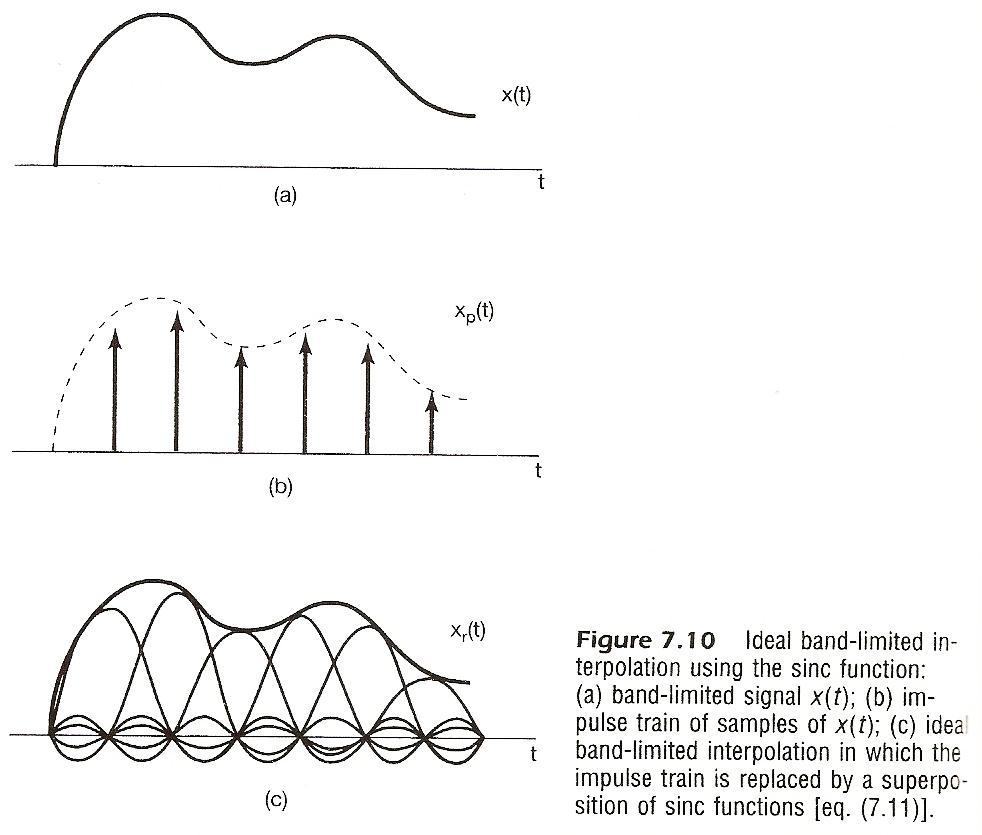 x(t)
t
(a)
xp(t)
t
(b)
xr(t)
t
(c)
Figure 7.10 Ideal band-limited in-
terpolation using the sinc function:
(a) band-limited signal x(t); (b) im-
pulse train of samples of x(t); (c) ideal
band-limited interpolation in which the
impulse train is replaced by a superpo-
sition of sinc functions [eq. (7.11)].